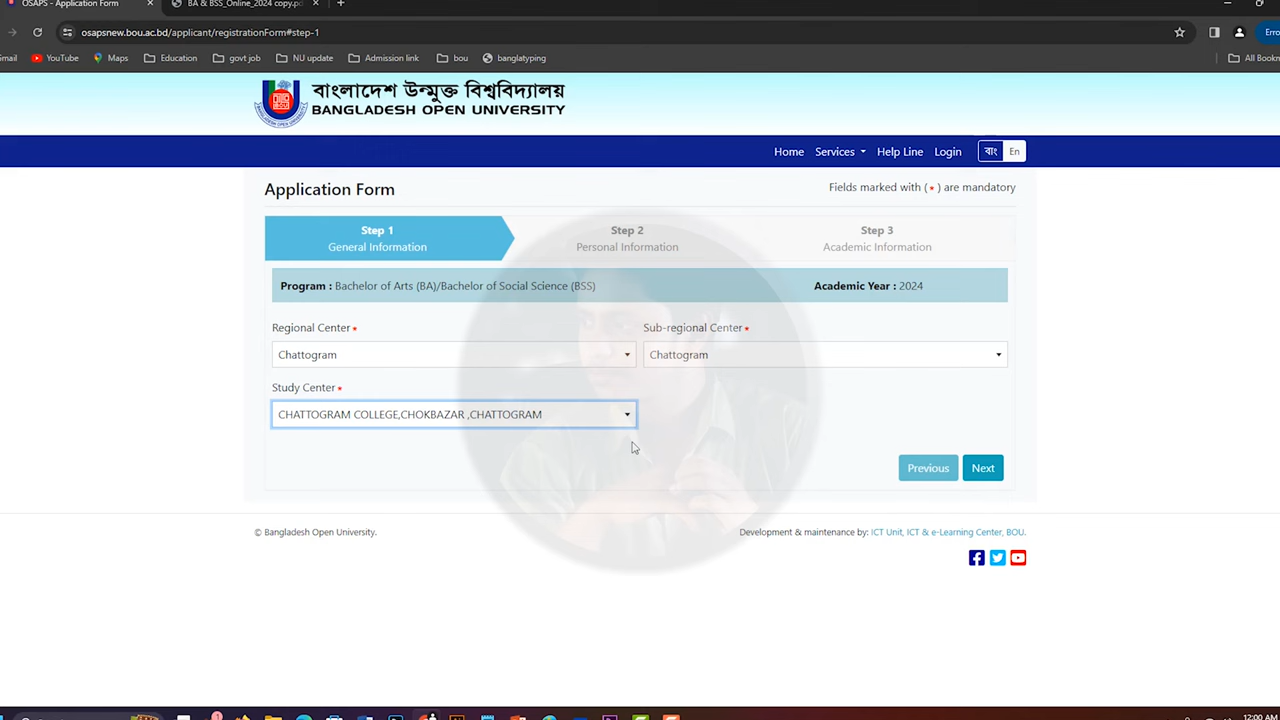 OSAPS - Application Form
BA & BSS_Online_2024 copy.pd
osapsnew.bou.ac.bd/applicant/registrationForm#step-1
Erro
Gmail YouTube Maps Education govt job NU update Admission link bou banglatyping All Bookm
বাংলাদেশ উন্মুক্ত বিশ্ববিদ্যালয়
BANGLADESH OPEN UNIVERSITY
Home Services Help Line Login বাং En
Application Form
Fields marked with ( * ) are mandatory
Step 1
General Information
Step 2
Personal Information
Step 3
Academic Information
Program : Bachelor of Arts (BA)/Bachelor of Social Science (BSS)
Academic Year : 2024
Regional Center *
Sub-regional Center *
Chattogram
Chattogram
Study Center *
CHATTOGRAM COLLEGE,CHOKBAZAR ,CHATTOGRAM
Previous Next
© Bangladesh Open University.
Development & maintenance by: ICT Unit, ICT & e-Learning Center, BOU.
12:00 AM